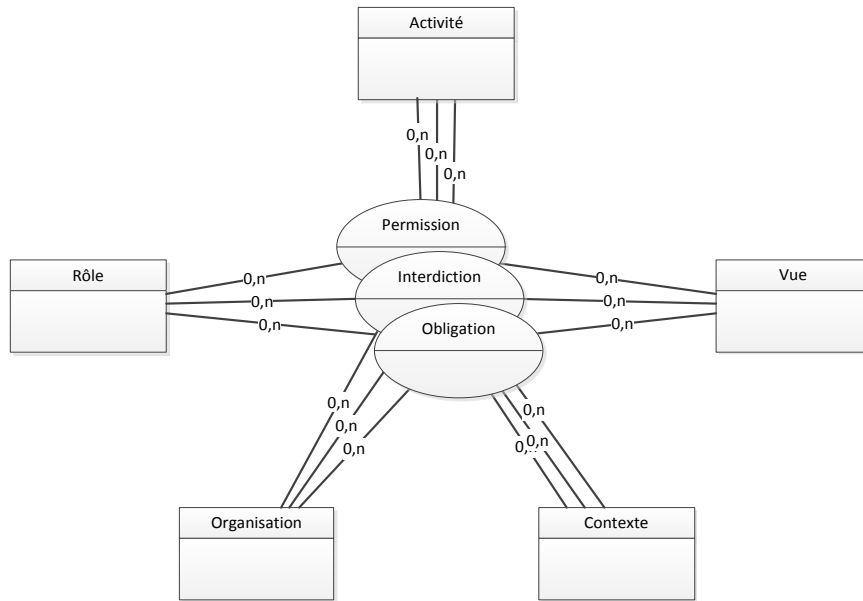 Activité
0,n
0,n
0,n
Permission
Rôle
0,n
0,n
Interdiction
Vue
0,n
0,n
0,n
Obligation
0,n
0,n
0,n
0,n
0,n
0,n
0,n
Organisation
Contexte